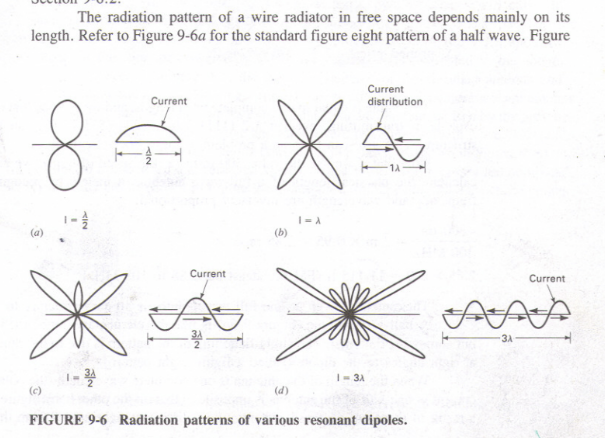 The radiation pattern of a wire radiator in free space depends mainly on its
length. Refer to Figure 9-6a for the standard figure eight pattern of a half wave. Figure
Current
λ
2
l = λ/2
(a)
Current
distribution
1λ
l = λ
(b)
Current
3λ
2
l = 3λ/2
(c)
Current
3λ
l = 3λ
(d)
FIGURE 9-6 Radiation patterns of various resonant dipoles.